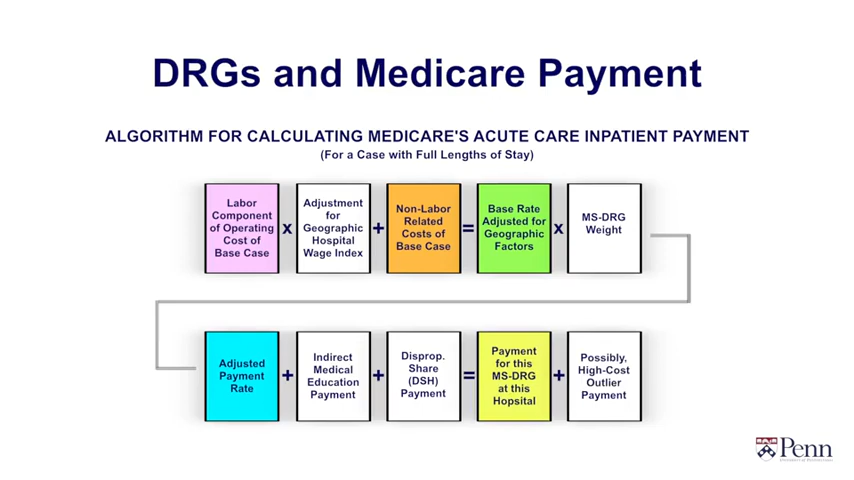 DRGs and Medicare Payment
ALGORITHM FOR CALCULATING MEDICARE'S ACUTE CARE INPATIENT PAYMENT
(For a Case with Full Lengths of Stay)
Labor
Component
of Operating
Cost of
Base Case
x
Adjustment
for
Geographic
Hospital
Wage Index
+
Non-Labor
Related
Costs of
Base Case
=
Base Rate
Adjusted for
Geographic
Factors
x
MS-DRG
Weight
Adjusted
Payment
Rate
+
Indirect
Medical
Education
Payment
+
Disprop.
Share
(DSH)
Payment
=
Payment
for this
MS-DRG
at this
Hopsital
+
Possibly,
High-Cost
Outlier
Payment
Penn